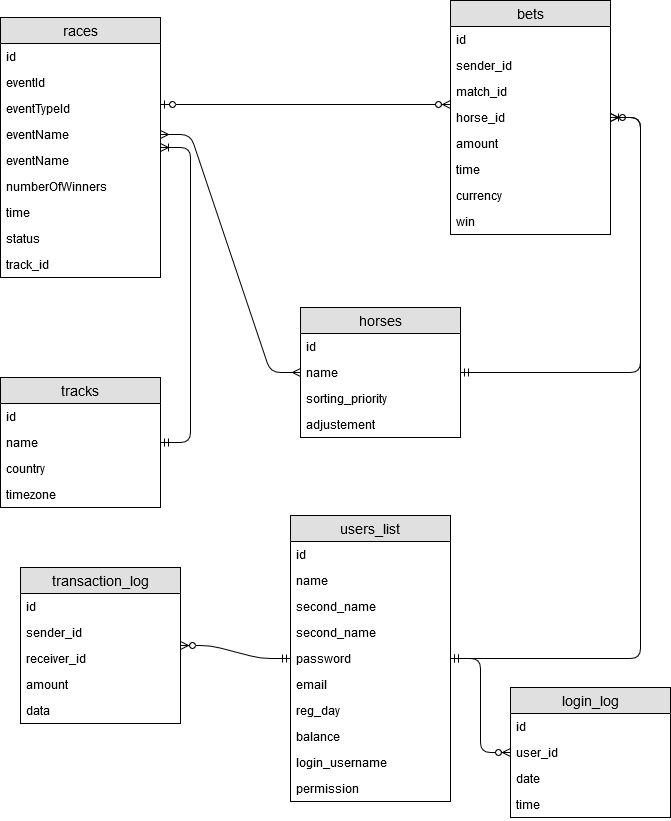 races
id
eventId
eventTypeId
eventName
eventName
numberOfWinners
time
status
track_id
bets
id
sender_id
match_id
horse_id
amount
time
currency
win
horses
id
name
sorting_priority
adjustement
tracks
id
name
country
timezone
users_list
id
name
second_name
second_name
password
email
reg_day
balance
login_username
permission
transaction_log
id
sender_id
receiver_id
amount
data
login_log
id
user_id
date
time